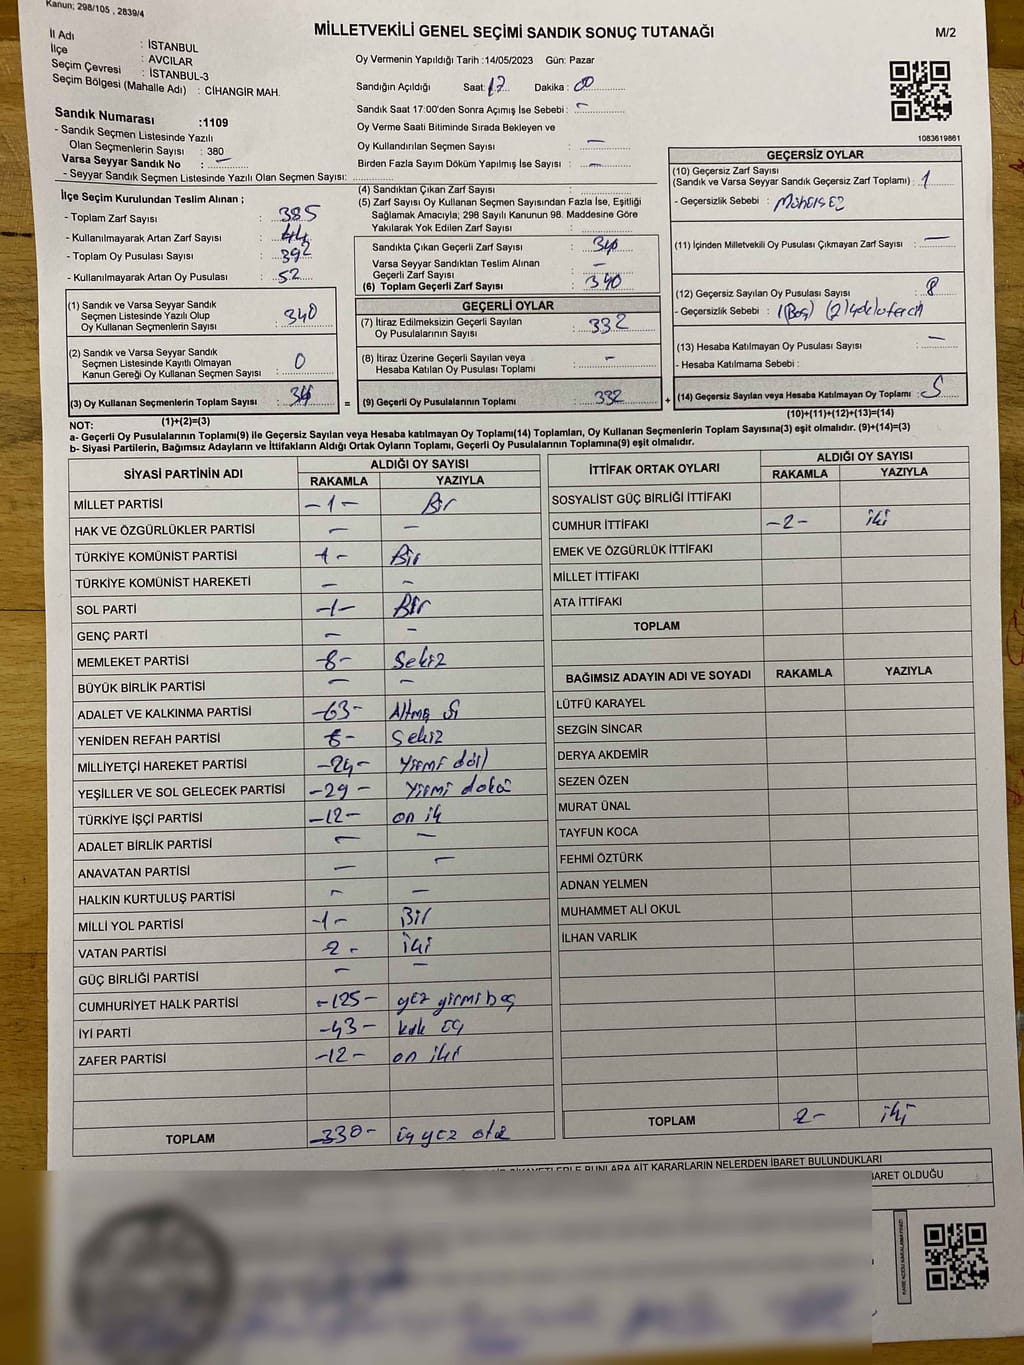 Kanun; 298/105 , 2839/4
MİLLETVEKİLİ GENEL SEÇİMİ SANDIK SONUÇ TUTANAĞI
M/2
İl Adı : İSTANBUL
İlçe : AVCILAR
Seçim Çevresi : İSTANBUL-3
Seçim Bölgesi (Mahalle Adı) : CİHANGİR MAH.
Oy Vermenin Yapıldığı Tarih :14/05/2023 Gün: Pazar
Sandığın Açıldığı Saat: 17 Dakika : 00
Sandık Saat 17:00'den Sonra Açımış İse Sebebi : -
Oy Verme Saati Bitiminde Sırada Bekleyen ve
Oy Kullandırılan Seçmen Sayısı : —
Birden Fazla Sayım Döküm Yapılmış İse Sayısı : —
1083619861
Sandık Numarası :1109
- Sandık Seçmen Listesinde Yazılı
Olan Seçmenlerin Sayısı : 380
Varsa Seyyar Sandık No : —
- Seyyar Sandık Seçmen Listesinde Yazılı Olan Seçmen Sayısı:
İlçe Seçim Kurulundan Teslim Alınan ;
- Toplam Zarf Sayısı : 385
- Kullanılmayarak Artan Zarf Sayısı : 44
- Toplam Oy Pusulası Sayısı : 392
- Kullanılmayarak Artan Oy Pusulası : 52
(1) Sandık ve Varsa Seyyar Sandık
Seçmen Listesinde Yazılı Olup
Oy Kullanan Seçmenlerin Sayısı : 340
(2) Sandık ve Varsa Seyyar Sandık
Seçmen Listesinde Kayıtlı Olmayan
Kanun Gereği Oy Kullanan Seçmen Sayısı : 0
(3) Oy Kullanan Seçmenlerin Toplam Sayısı :
(1)+(2)=(3)
(4) Sandıktan Çıkan Zarf Sayısı :
(5) Zarf Sayısı Oy Kullanan Seçmen Sayısından Fazla İse, Eşitliği
Sağlamak Amacıyla; 298 Sayılı Kanunun 98. Maddesine Göre
Yakılarak Yok Edilen Zarf Sayısı :
Sandıkta Çıkan Geçerli Zarf Sayısı : 340
Varsa Seyyar Sandıktan Teslim Alınan
Geçerli Zarf Sayısı : —
(6) Toplam Geçerli Zarf Sayısı : 340
GEÇERLİ OYLAR
(7) İtiraz Edilmeksizin Geçerli Sayılan
Oy Pusulalarının Sayısı : 332
(8) İtiraz Üzerine Geçerli Sayılan veya
Hesaba Katılan Oy Pusulası Toplamı : -
= (9) Geçerli Oy Pusulalarının Toplamı : 332
GEÇERSİZ OYLAR
(10) Geçersiz Zarf Sayısı
(Sandık ve Varsa Seyyar Sandık Geçersiz Zarf Toplamı) : 1
- Geçersizlik Sebebi :
(11) İçinden Milletvekili Oy Pusulası Çıkmayan Zarf Sayısı : —
(12) Geçersiz Sayılan Oy Pusulası Sayısı : 8
- Geçersizlik Sebebi : 1(Boş) (2)
(13) Hesaba Katılmayan Oy Pusulası Sayısı : —
- Hesaba Katılmama Sebebi :
+ (14) Geçersiz Sayılan veya Hesaba Katılmayan Oy Toplamı :
(10)+(11)+(12)+(13)=(14)
NOT:
a- Geçerli Oy Pusulalarının Toplamı(9) ile Geçersiz Sayılan veya Hesaba katılmayan Oy Toplamı(14) Toplamları, Oy Kullanan Seçmenlerin Toplam Sayısına(3) eşit olmalıdır. (9)+(14)=(3)
b- Siyasi Partilerin, Bağımsız Adayların ve İttifakların Aldığı Ortak Oyların Toplamı, Geçerli Oy Pusulalarının Toplamına(9) eşit olmalıdır.
SİYASİ PARTİNİN ADI
ALDIĞI OY SAYISI
RAKAMLA YAZIYLA
MİLLET PARTİSİ -1- Bir
HAK VE ÖZGÜRLÜKLER PARTİSİ — —
TÜRKİYE KOMÜNİST PARTİSİ 1- Bir
TÜRKİYE KOMÜNİST HAREKETİ — —
SOL PARTİ -1- Bir
GENÇ PARTİ — —
MEMLEKET PARTİSİ -8- Sekiz
BÜYÜK BİRLİK PARTİSİ — —
ADALET VE KALKINMA PARTİSİ -63- Altmış
YENİDEN REFAH PARTİSİ 8- Sekiz
MİLLİYETÇİ HAREKET PARTİSİ -24- Yirmi dört
YEŞİLLER VE SOL GELECEK PARTİSİ -29- Yirmi dokuz
TÜRKİYE İŞÇİ PARTİSİ -12- on iki
ADALET BİRLİK PARTİSİ — —
ANAVATAN PARTİSİ — —
HALKIN KURTULUŞ PARTİSİ - —
MİLLİ YOL PARTİSİ -1- Bir
VATAN PARTİSİ 2- iki
GÜÇ BİRLİĞİ PARTİSİ — —
CUMHURİYET HALK PARTİSİ -125- yüz yirmi beş
İYİ PARTİ -43- kırk üç
ZAFER PARTİSİ -12- on iki
TOPLAM -330- üç yüz otuz
İTTİFAK ORTAK OYLARI
ALDIĞI OY SAYISI
RAKAMLA YAZIYLA
SOSYALİST GÜÇ BİRLİĞİ İTTİFAKI
CUMHUR İTTİFAKI -2- iki
EMEK VE ÖZGÜRLÜK İTTİFAKI
MİLLET İTTİFAKI
ATA İTTİFAKI
TOPLAM
BAĞIMSIZ ADAYIN ADI VE SOYADI RAKAMLA YAZIYLA
LÜTFÜ KARAYEL
SEZGİN SİNCAR
DERYA AKDEMİR
SEZEN ÖZEN
MURAT ÜNAL
TAYFUN KOCA
FEHMİ ÖZTÜRK
ADNAN YELMEN
MUHAMMET ALİ OKUL
İLHAN VARLIK
TOPLAM 2- iki
BUNLARA AİT KARARLARIN NELERDEN İBARET BULUNDUKLARI
BARET OLDUĞU